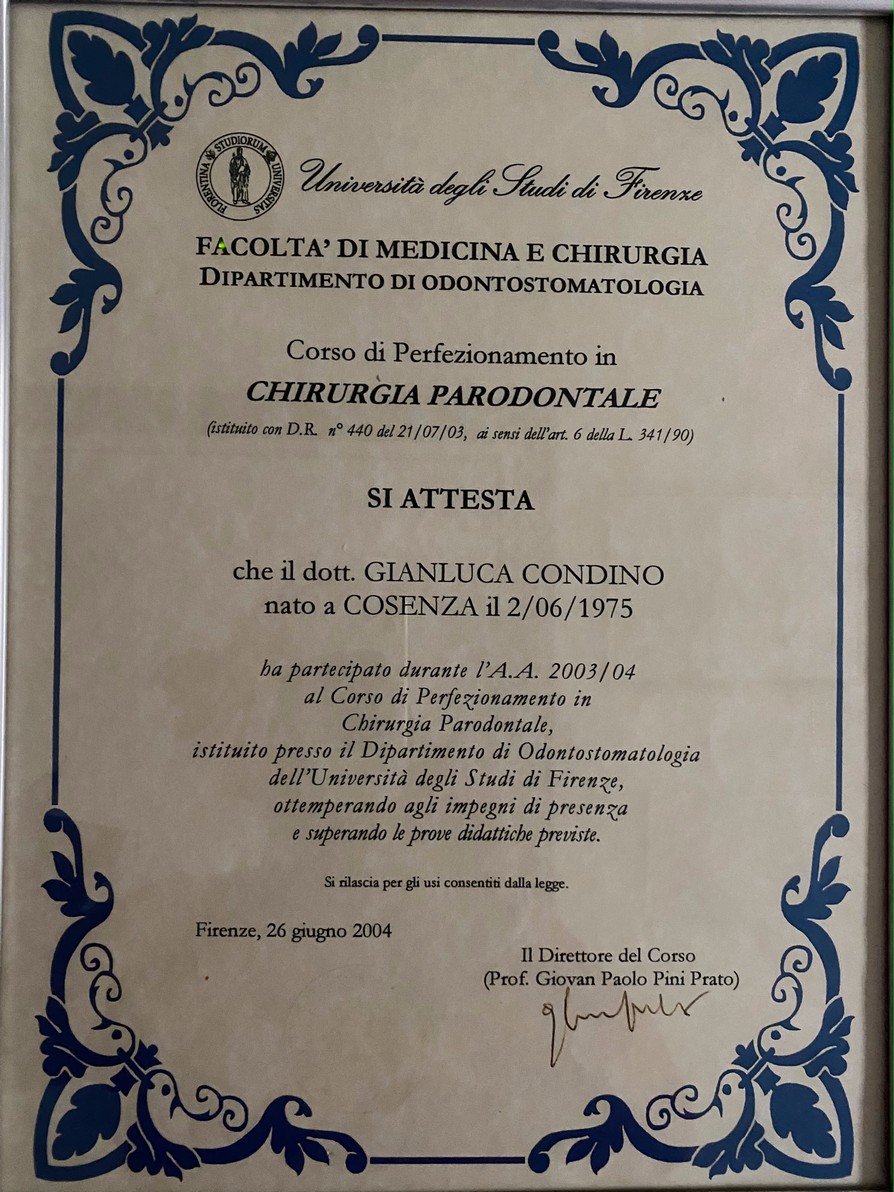 FLORENTINA STUDIORUM UNIVERSITAS
Università degli Studi di Firenze
FACOLTA' DI MEDICINA E CHIRURGIA
DIPARTIMENTO DI ODONTOSTOMATOLOGIA
Corso di Perfezionamento in
CHIRURGIA PARODONTALE
(istituito con D.R. n° 440 del 21/07/03, ai sensi dell'art. 6 della L. 341/90)
SI ATTESTA
che il dott. GIANLUCA CONDINO
nato a COSENZA il 2/06/1975
ha partecipato durante l'A.A. 2003/04
al Corso di Perfezionamento in
Chirurgia Parodontale,
istituito presso il Dipartimento di Odontostomatologia
dell'Università degli Studi di Firenze,
ottemperando agli impegni di presenza
e superando le prove didattiche previste.
Si rilascia per gli usi consentiti dalla legge.
Firenze, 26 giugno 2004
Il Direttore del Corso
(Prof. Giovan Paolo Pini Prato)